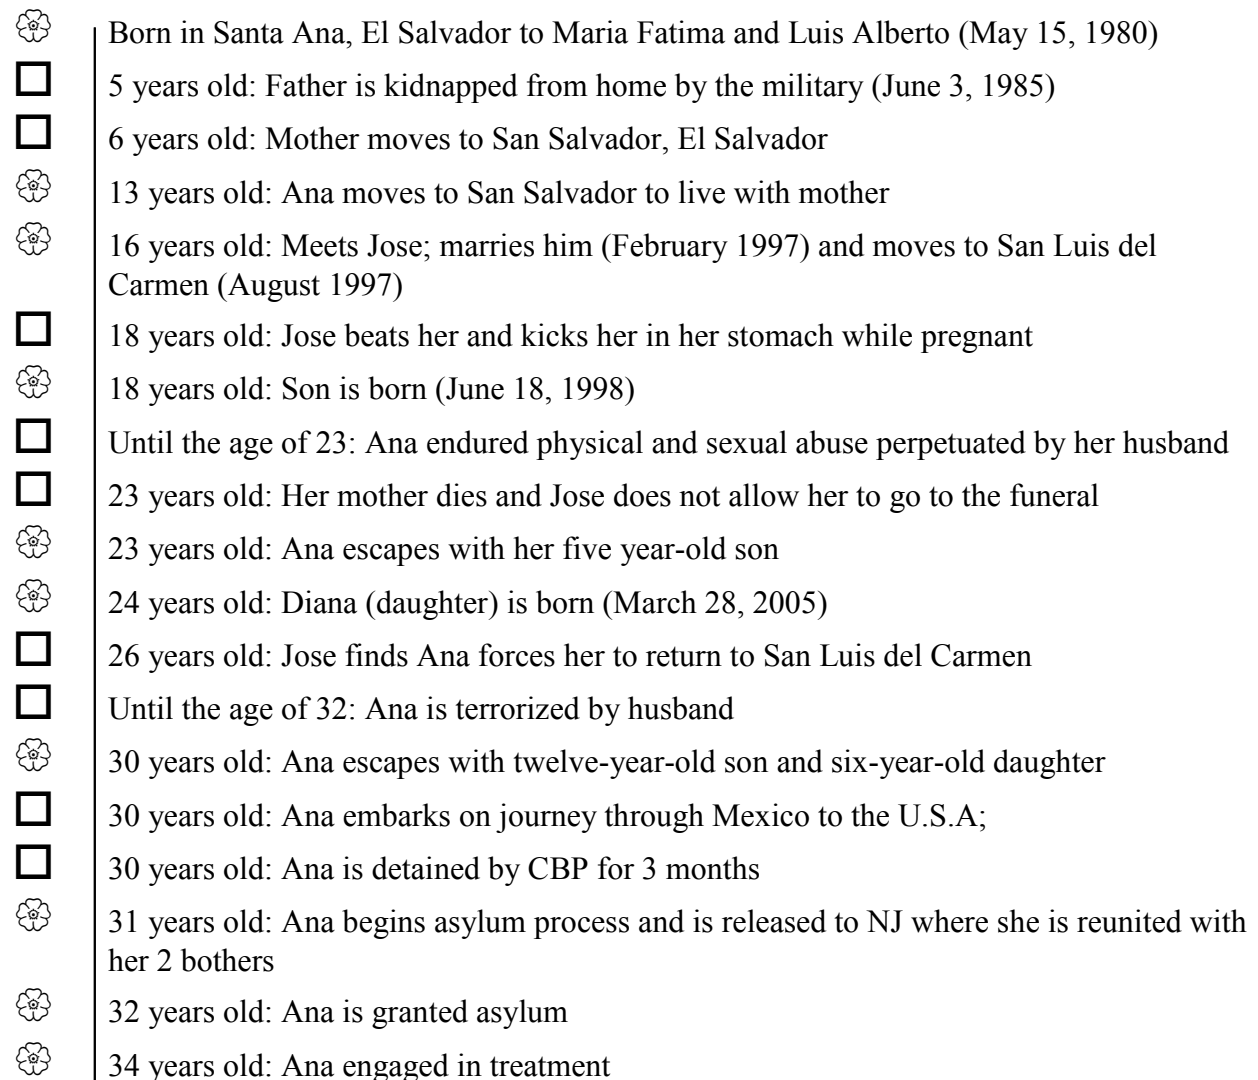 Born in Santa Ana, El Salvador to Maria Fatima and Luis Alberto (May 15, 1980)
5 years old: Father is kidnapped from home by the military (June 3, 1985)
6 years old: Mother moves to San Salvador, El Salvador
13 years old: Ana moves to San Salvador to live with mother
16 years old: Meets Jose; marries him (February 1997) and moves to San Luis del
Carmen (August 1997)
18 years old: Jose beats her and kicks her in her stomach while pregnant
18 years old: Son is born (June 18, 1998)
Until the age of 23: Ana endured physical and sexual abuse perpetuated by her husband
23 years old: Her mother dies and Jose does not allow her to go to the funeral
23 years old: Ana escapes with her five year-old son
24 years old: Diana (daughter) is born (March 28, 2005)
26 years old: Jose finds Ana forces her to return to San Luis del Carmen
Until the age of 32: Ana is terrorized by husband
30 years old: Ana escapes with twelve-year-old son and six-year-old daughter
30 years old: Ana embarks on journey through Mexico to the U.S.A;
30 years old: Ana is detained by CBP for 3 months
31 years old: Ana begins asylum process and is released to NJ where she is reunited with
her 2 bothers
32 years old: Ana is granted asylum
34 years old: Ana engaged in treatment